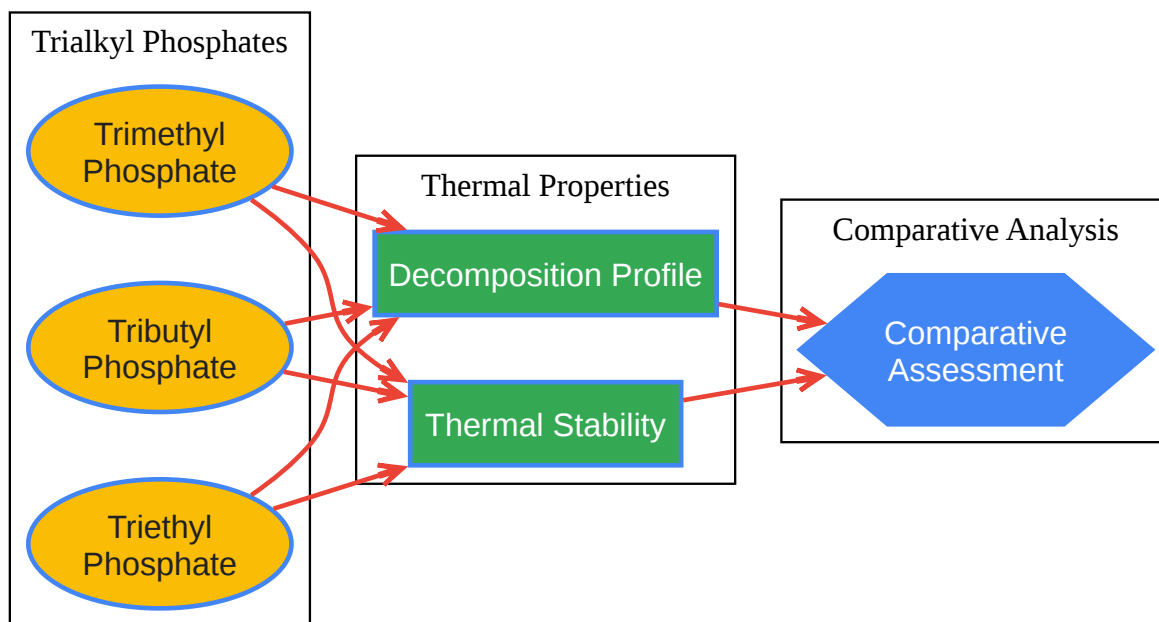 Trialkyl Phosphates
Trimethyl
Phosphate
Tributyl
Phosphate
Triethyl
Phosphate
Thermal Properties
Decomposition Profile
Thermal Stability
Comparative Analysis
Comparative
Assessment